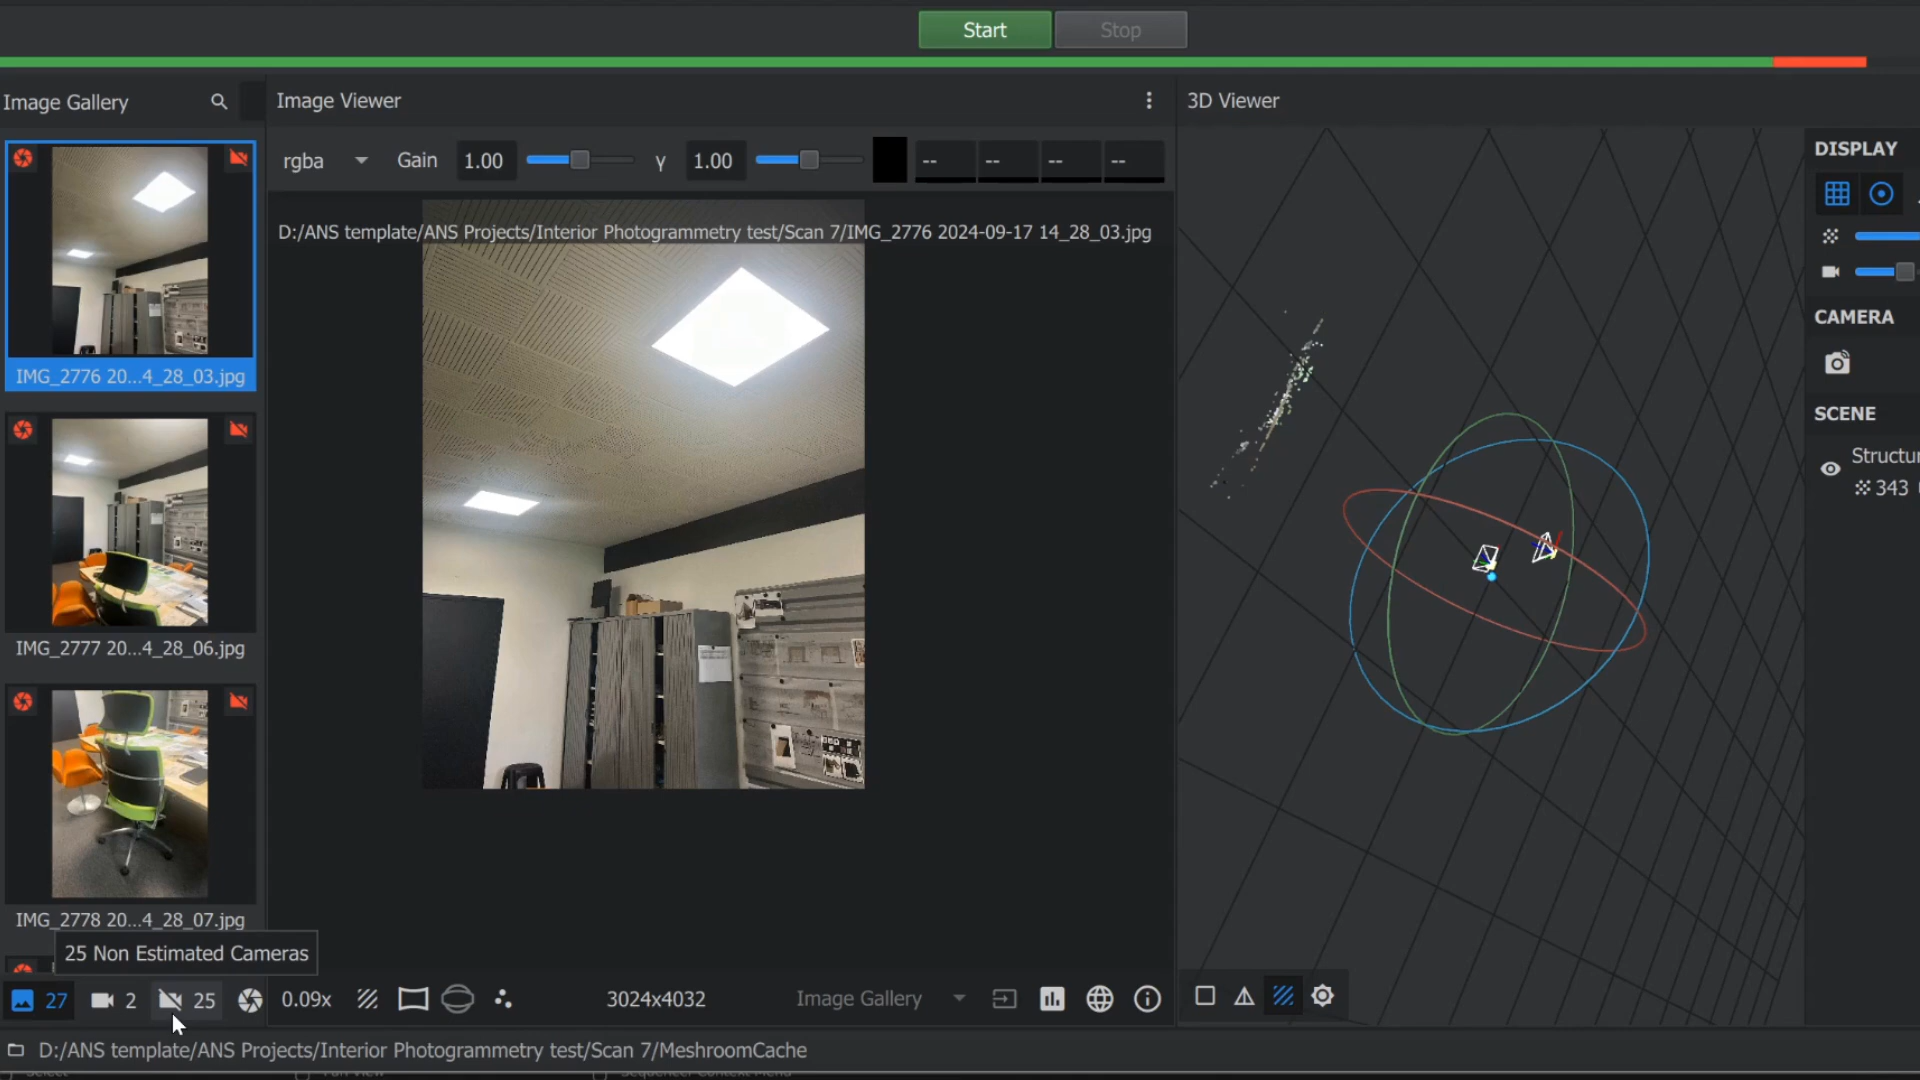 Start
Stop
Image Gallery
Image Viewer
3D Viewer
rgba
Gain
1.00
γ
1.00
--
--
--
--
DISPLAY
D:/ANS template/ANS Projects/Interior Photogrammetry test/Scan 7/IMG_2776 2024-09-17 14_28_03.jpg
CAMERA
SCENE
Structur
343
IMG_2776 20...4_28_03.jpg
IMG_2777 20...4_28_06.jpg
IMG_2778 20...4_28_07.jpg
25 Non Estimated Cameras
27
2
25
0.09x
3024x4032
Image Gallery
D:/ANS template/ANS Projects/Interior Photogrammetry test/Scan 7/MeshroomCache